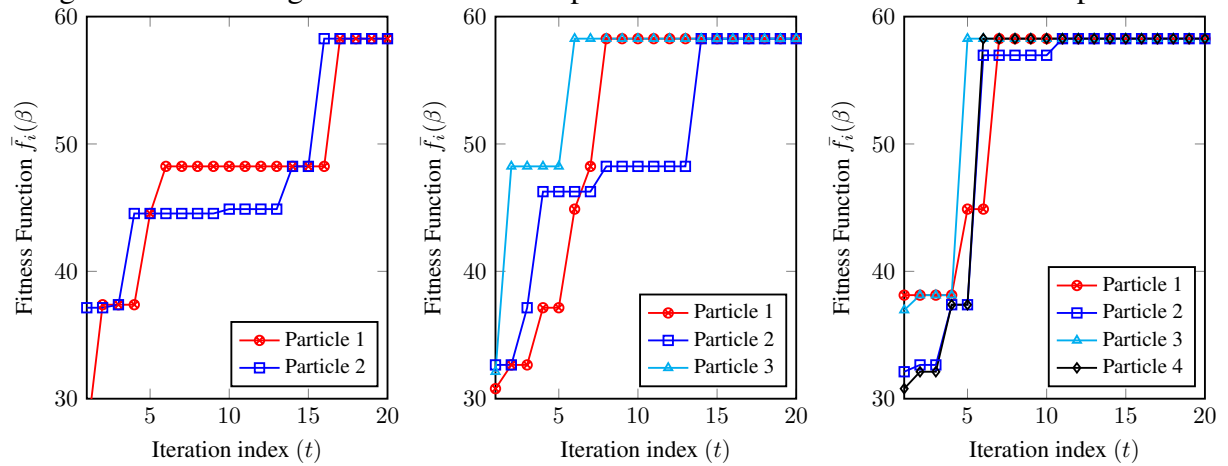 60
50
40
30
5 10 15 20
Fitness Function f̄ᵢ(β)
Iteration index (t)
Particle 1
Particle 2
60
50
40
30
5 10 15 20
Fitness Function f̄ᵢ(β)
Iteration index (t)
Particle 1
Particle 2
Particle 3
60
50
40
30
5 10 15 20
Fitness Function f̄ᵢ(β)
Iteration index (t)
Particle 1
Particle 2
Particle 3
Particle 4